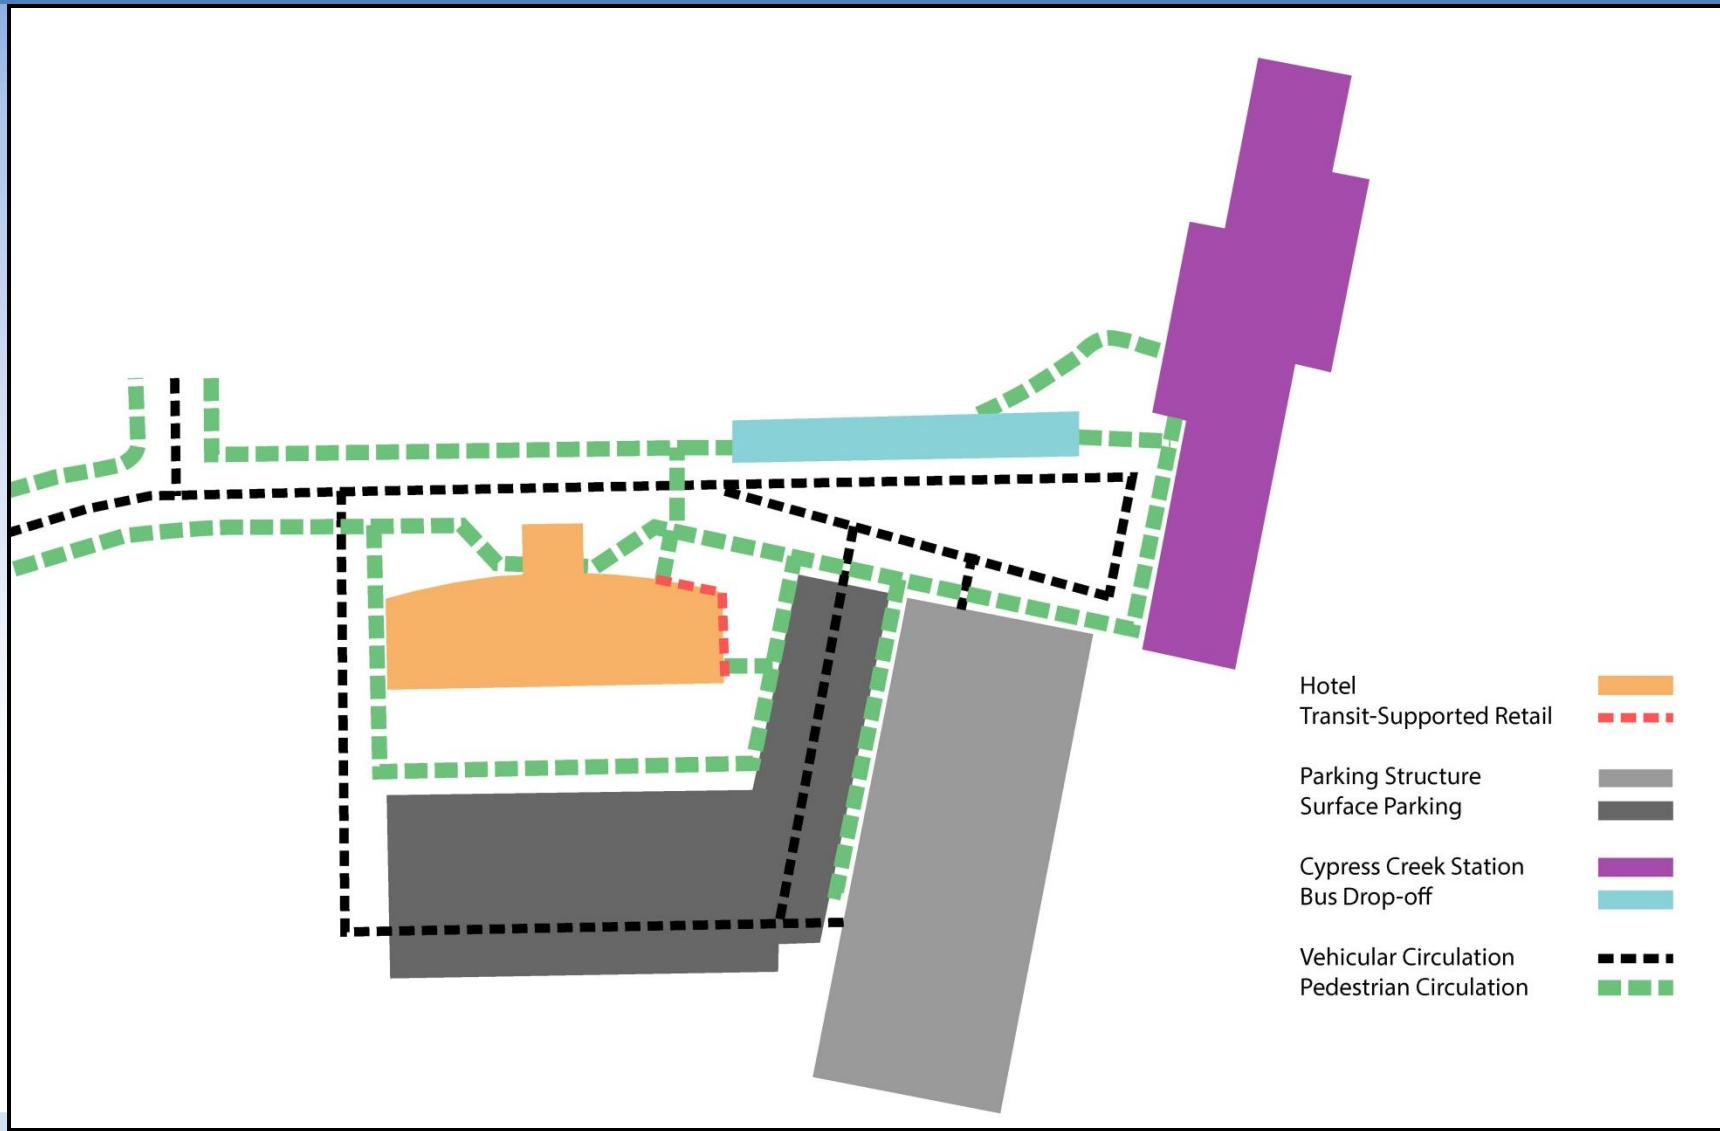 Hotel
Transit-Supported Retail
Parking Structure
Surface Parking
Cypress Creek Station
Bus Drop-off
Vehicular Circulation
Pedestrian Circulation